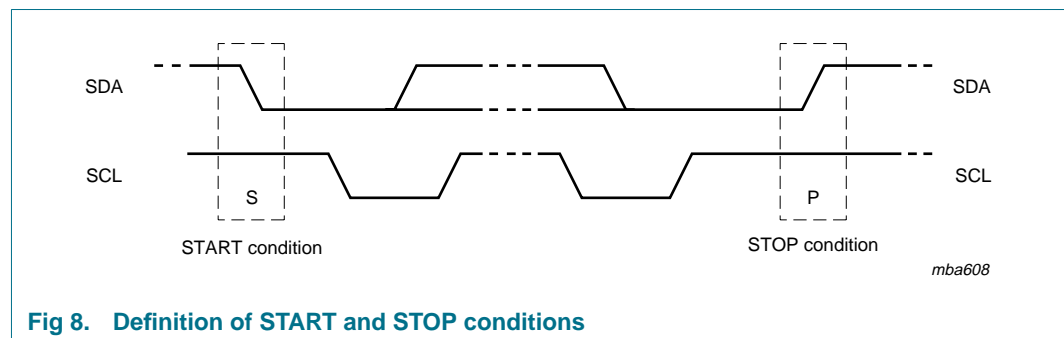 SDA SDA
SCL SCL
S P
START condition STOP condition
mba608
Fig 8. Definition of START and STOP conditions